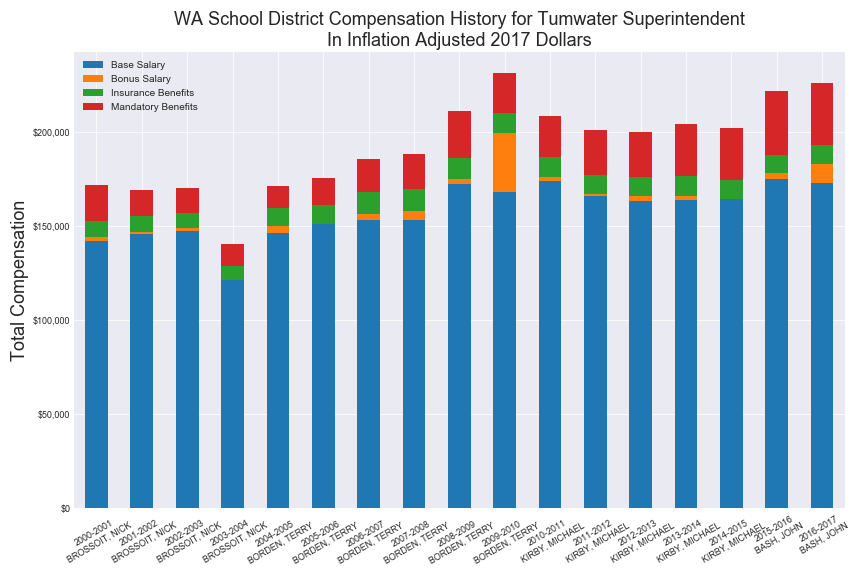 WA School District Compensation History for Tumwater Superintendent
In Inflation Adjusted 2017 Dollars
Base Salary
Bonus Salary
Insurance Benefits
Mandatory Benefits
Total Compensation
$200,000
$150,000
$100,000
$50,000
$0
2000-2001
BROSSOIT, NICK
2001-2002
BROSSOIT, NICK
2002-2003
BROSSOIT, NICK
2003-2004
BROSSOIT, NICK
2004-2005
BORDEN, TERRY
2005-2006
BORDEN, TERRY
2006-2007
BORDEN, TERRY
2007-2008
BORDEN, TERRY
2008-2009
BORDEN, TERRY
2009-2010
BORDEN, TERRY
2010-2011
KIRBY, MICHAEL
2011-2012
KIRBY, MICHAEL
2012-2013
KIRBY, MICHAEL
2013-2014
KIRBY, MICHAEL
2014-2015
KIRBY, MICHAEL
2015-2016
BASH, JOHN
2016-2017
BASH, JOHN